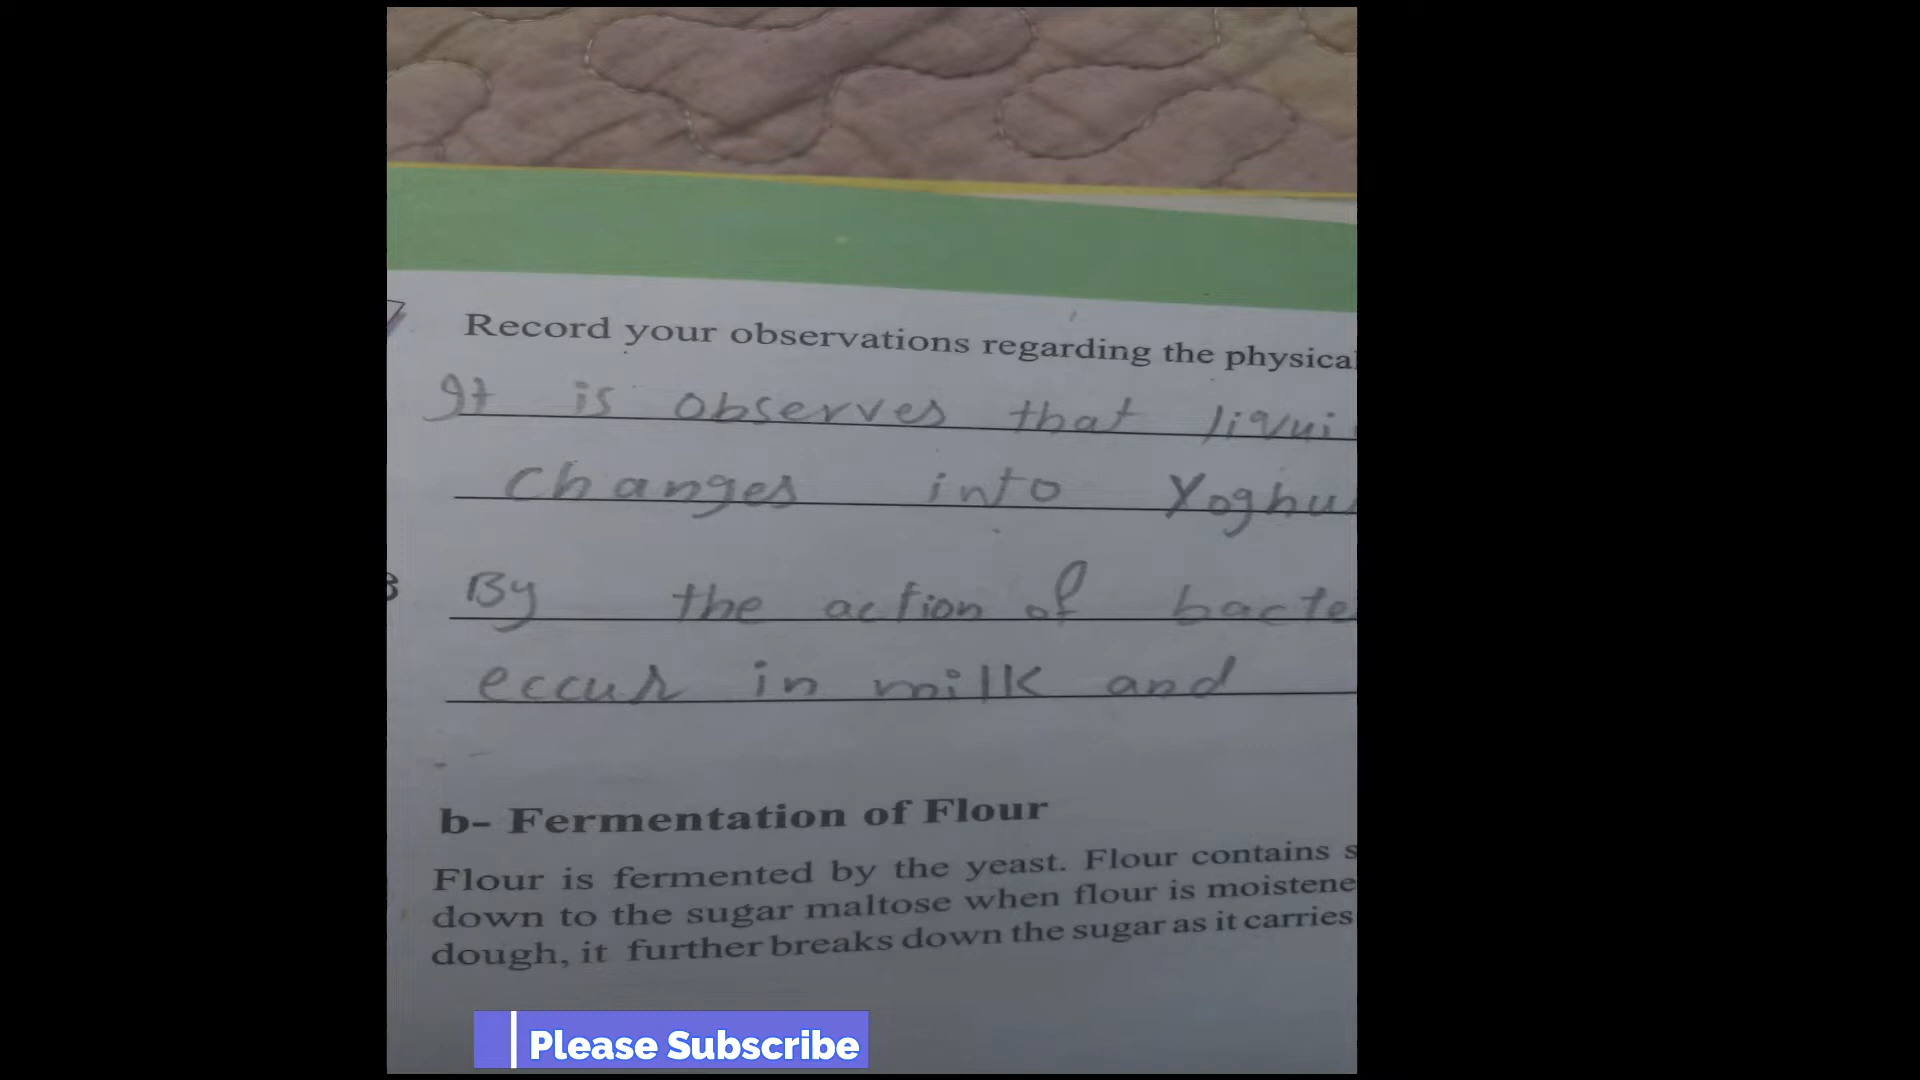 Record your observations regarding the physical
It is observes that liqui
changes into Yoghu
By the action of bacte
eccur in milk and
b- Fermentation of Flour
Flour is fermented by the yeast. Flour contains s
down to the sugar maltose when flour is moistene
dough, it further breaks down the sugar as it carries
Please Subscribe